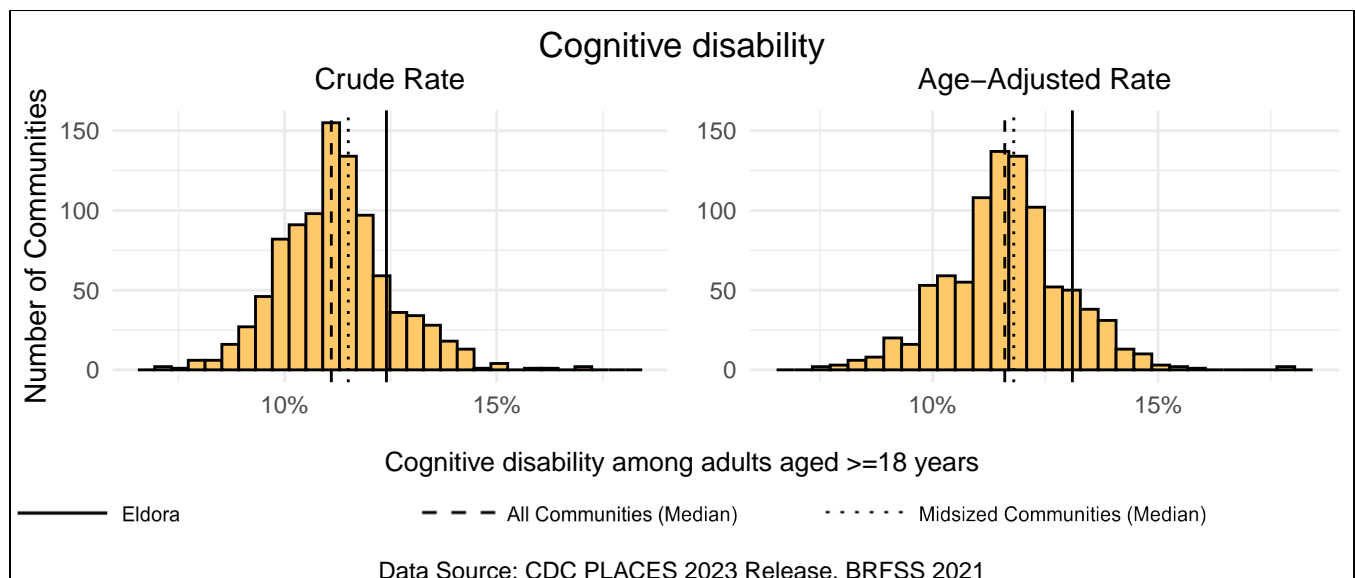 Cognitive disability
Crude Rate
Age−Adjusted Rate
Number of Communities
150
100
50
0
10%
15%
150
100
50
0
10%
15%
Cognitive disability among adults aged >=18 years
Eldora
All Communities (Median)
Midsized Communities (Median)
Data Source: CDC PLACES 2023 Release, BRFSS 2021